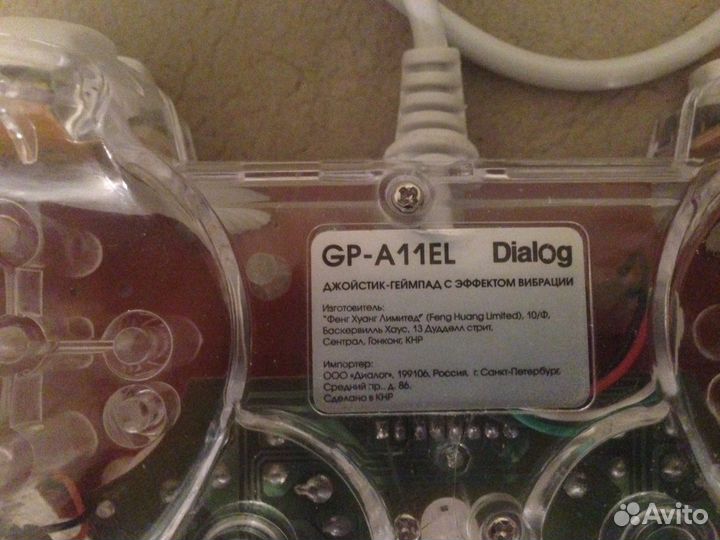 GP-A11EL Dialog
ДЖОЙСТИК-ГЕЙМПАД С ЭФФЕКТОМ ВИБРАЦИИ
Изготовитель:
"Фенг Хуанг Лимитед" (Feng Huang Limited), 10/Ф,
Баскервилль Хаус, 13 Дудделл стрит,
Сентрал, Гонконг, КНР
Импортер:
ООО «Диалог», 199106, Россия, г. Санкт-Петербург,
Средний пр., д. 86.
Сделано в КНР
Avito